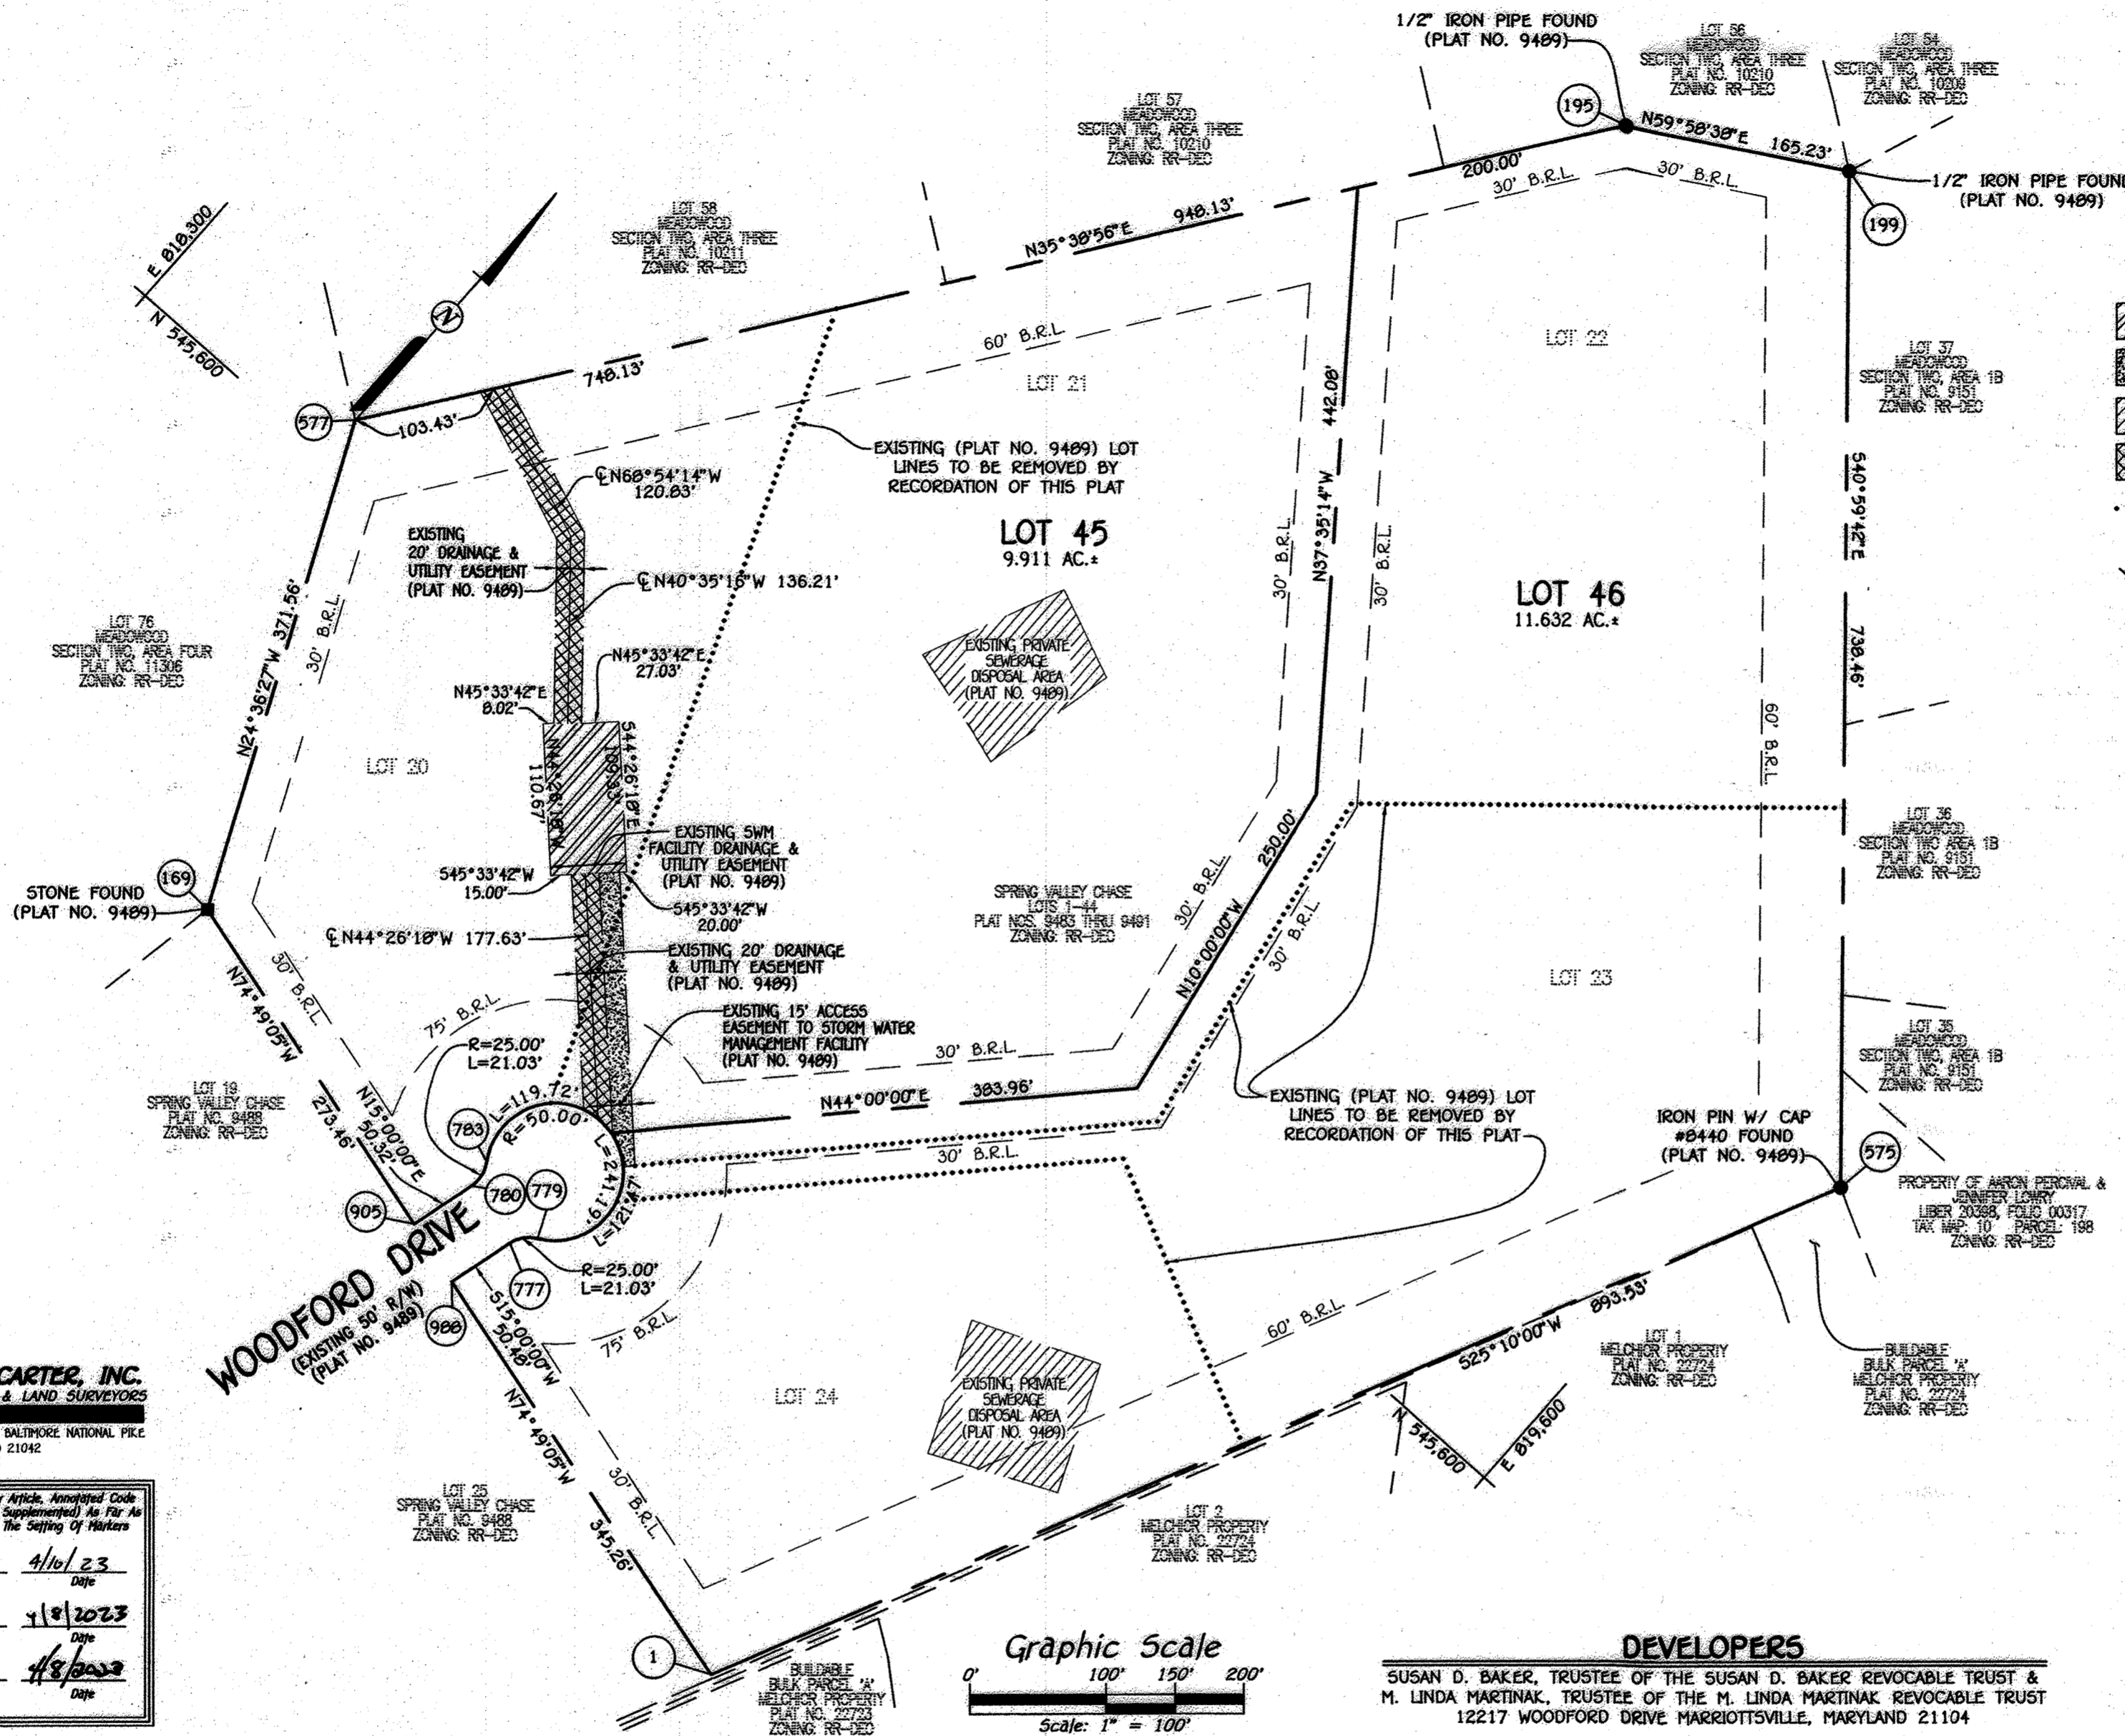 1/2" IRON PIPE FOUND
(PLAT NO. 9489)
LOT 56
MEADOWOOD
SECTION TWO, AREA THREE
PLAT NO. 10210
ZONING: RR-DEO
LOT 54
MEADOWOOD
SECTION TWO, AREA THREE
PLAT NO. 10209
ZONING: RR-DEO
195
N59°58'38"E 165.23'
200.00'
30' B.R.L.
30' B.R.L.
1/2" IRON PIPE FOUND
(PLAT NO. 9489)
199
LOT 57
MEADOWOOD
SECTION TWO, AREA THREE
PLAT NO. 10210
ZONING: RR-DEO
N35°38'56"E 948.13'
LOT 58
MEADOWOOD
SECTION TWO, AREA THREE
PLAT NO. 10211
ZONING: RR-DEO
E 818,300
N 545,600
N
577
103.43'
748.13'
60' B.R.L.
LOT 21
LOT 22
LOT 37
MEADOWOOD
SECTION TWO, AREA 1B
PLAT NO. 9151
ZONING: RR-DEO
EXISTING (PLAT NO. 9489) LOT
LINES TO BE REMOVED BY
RECORDATION OF THIS PLAT
℄N68°54'14"W
120.83'
EXISTING
20' DRAINAGE &
UTILITY EASEMENT
(PLAT NO. 9489)
℄N40°35'16"W 136.21'
LOT 45
9.911 AC.±
N37°35'14"W 442.08'
30' B.R.L.
30' B.R.L.
LOT 46
11.632 AC.±
S40°59'42"E 738.46'
60' B.R.L.
EXISTING PRIVATE
SEWERAGE
DISPOSAL AREA
(PLAT NO. 9489)
N24°36'27"W 371.56'
30' B.R.L.
LOT 76
MEADOWOOD
SECTION TWO, AREA FOUR
PLAT NO. 11306
ZONING: RR-DEO
N45°33'42"E
27.03'
N45°33'42"E
8.02'
N44°26'18"W
110.67'
S44°26'18"E
109.33'
LOT 20
EXISTING SWM
FACILITY DRAINAGE &
UTILITY EASEMENT
(PLAT NO. 9489)
S45°33'42"W
15.00'
S45°33'42"W
20.00'
169
STONE FOUND
(PLAT NO. 9489)
℄N44°26'18"W 177.63'
EXISTING 20' DRAINAGE
& UTILITY EASEMENT
(PLAT NO. 9489)
SPRING VALLEY CHASE
LOTS 1-44
PLAT NOS. 9483 THRU 9491
ZONING: RR-DEO
30' B.R.L.
N10°00'00"W 250.00'
30' B.R.L.
LOT 36
MEADOWOOD
SECTION TWO AREA 1B
PLAT NO. 9151
ZONING: RR-DEO
LOT 23
LOT 35
MEADOWOOD
SECTION TWO, AREA 1B
PLAT NO. 9151
ZONING: RR-DEO
N74°49'05"W 273.46'
30' B.R.L.
75' B.R.L.
EXISTING 15' ACCESS
EASEMENT TO STORM WATER
MANAGEMENT FACILITY
(PLAT NO. 9489)
R=25.00'
L=21.03'
L=119.72'
R=50.00'
L=241.19'
L=121.47'
30' B.R.L.
N44°00'00"E 383.96'
30' B.R.L.
LOT 19
SPRING VALLEY CHASE
PLAT NO. 9488
ZONING: RR-DEO
N15°00'00"E
50.32'
783
780
779
905
777
988
R=25.00'
L=21.03'
EXISTING (PLAT NO. 9489) LOT
LINES TO BE REMOVED BY
RECORDATION OF THIS PLAT
IRON PIN W/ CAP
#8440 FOUND
(PLAT NO. 9489)
575
PROPERTY OF AARON PERCIVAL &
JENNIFER LOWRY
LIBER 20398, FOLIO 00317
TAX MAP: 10 PARCEL: 198
ZONING: RR-DEO
WOODFORD DRIVE
(EXISTING 50' R/W)
(PLAT NO. 9489)
S15°00'00"W
50.48'
75' B.R.L.
60' B.R.L.
S25°10'00"W 893.53'
LOT 1
MELCHIOR PROPERTY
PLAT NO. 22724
ZONING: RR-DEO
BUILDABLE
BULK PARCEL 'A'
MELCHIOR PROPERTY
PLAT NO. 22724
ZONING: RR-DEO
LOT 24
EXISTING PRIVATE
SEWERAGE
DISPOSAL AREA
(PLAT NO. 9489)
N 545,600
E 819,600
N74°49'05"W 345.26'
30' B.R.L.
LOT 25
SPRING VALLEY CHASE
PLAT NO. 9488
ZONING: RR-DEO
LOT 2
MELCHIOR PROPERTY
PLAT NO. 22724
ZONING: RR-DEO
CARTER, INC.
& LAND SURVEYORS
BALTIMORE NATIONAL PIKE
21042
Article, Annotated Code
Supplemented) As Far As
The Setting Of Markers
4/10/23
Date
4/8/2023
Date
4/8/2023
Date
1
BUILDABLE
BULK PARCEL 'A'
MELCHIOR PROPERTY
PLAT NO. 22723
ZONING: RR-DEO
Graphic Scale
0' 100' 150' 200'
Scale: 1" = 100'
DEVELOPERS
SUSAN D. BAKER, TRUSTEE OF THE SUSAN D. BAKER REVOCABLE TRUST &
M. LINDA MARTINAK, TRUSTEE OF THE M. LINDA MARTINAK REVOCABLE TRUST
12217 WOODFORD DRIVE MARRIOTTSVILLE, MARYLAND 21104